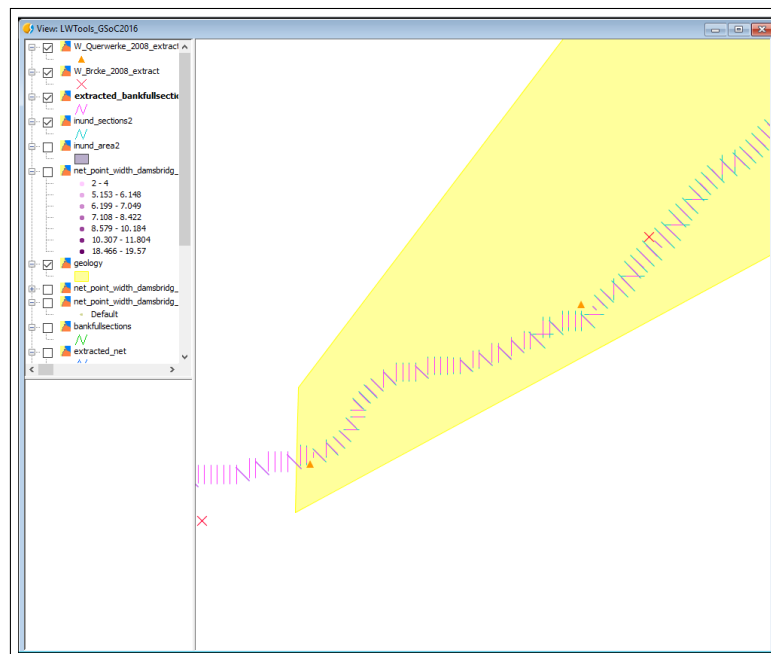 View: LWTools_GSoC2016
W_Querwerke_2008_extract
W_Brcke_2008_extract
extracted_bankfullsectio
inund_sections2
inund_area2
net_point_width_damsbridg_
2 - 4
5.153 - 6.148
6.199 - 7.049
7.108 - 8.422
8.579 - 10.184
10.307 - 11.804
18.466 - 19.57
geology
net_point_width_damsbridg_
net_point_width_damsbridg_
Default
bankfullsections
extracted_net